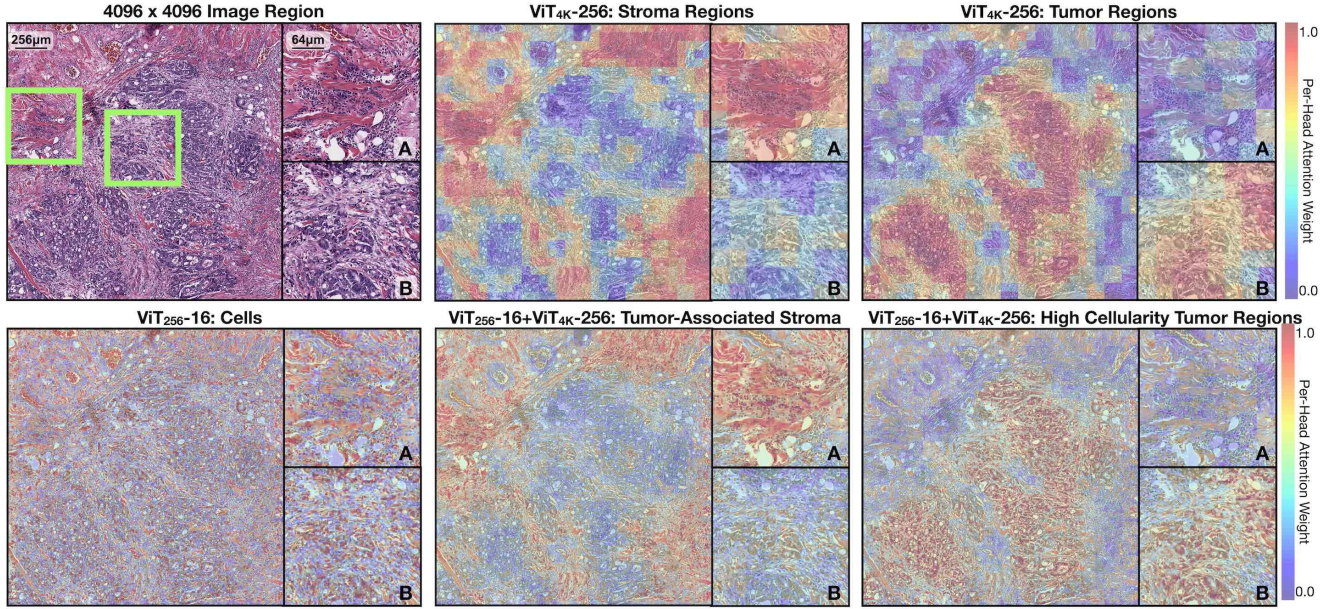 4096 x 4096 Image Region
ViT4K-256: Stroma Regions
ViT4K-256: Tumor Regions
256μm
64μm
A
B
A
B
A
B
1.0
Per-Head Attention Weight
0.0
ViT256-16: Cells
ViT256-16+ViT4K-256: Tumor-Associated Stroma
ViT256-16+ViT4K-256: High Cellularity Tumor Regions
A
B
A
B
A
B
1.0
Per-Head Attention Weight
0.0